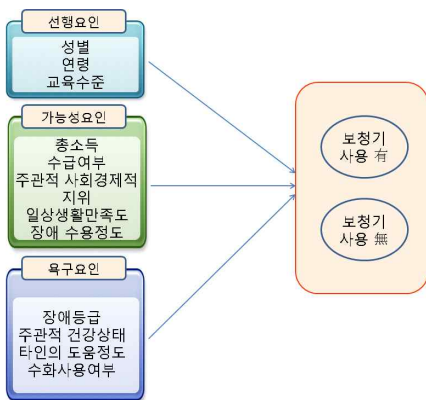 선행요인
성별
연령
교육수준
가능성요인
총소득
수급여부
주관적 사회경제적
지위
일상생활만족도
장애 수용정도
욕구요인
장애등급
주관적 건강상태
타인의 도움정도
수화사용여부
보청기
사용 有
보청기
사용 無